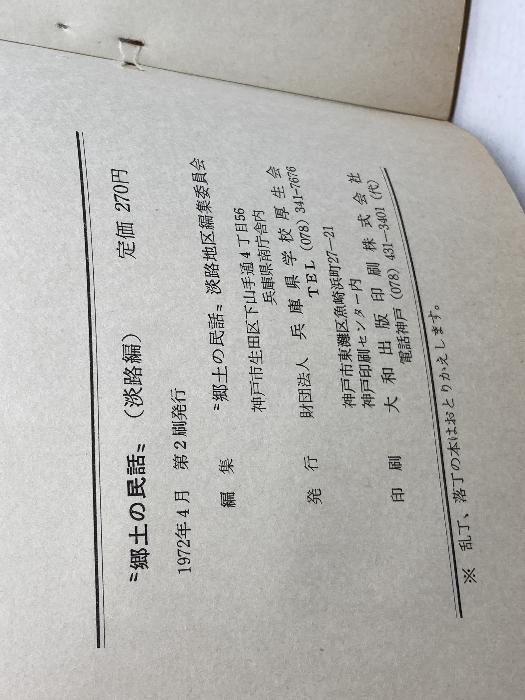 〝郷土の民話〟(淡路編) 定価 270円
1972年4月 第2刷発行
編集 〝郷土の民話〟淡路地区編集委員会
神戸市生田区下山手通4丁目56
兵庫県南庁舎内
発行 財団法人 兵庫県学校厚生会
TEL (078) 341-7676
神戸市東灘区魚崎浜町27-21
神戸印刷センター内
印刷 大和出版印刷株式会社
電話神戸(078) 431-3401(代)
※ 乱丁、落丁の本はおとりかえします。